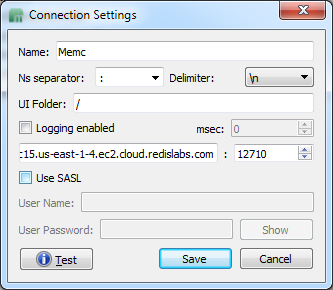 Connection Settings
Name: Memc
Ns separator: : Delimiter: \n
UI Folder: /
Logging enabled msec: 0
:15.us-east-1-4.ec2.cloud.redislabs.com : 12710
Use SASL
User Name:
User Password: Show
Test Save Cancel